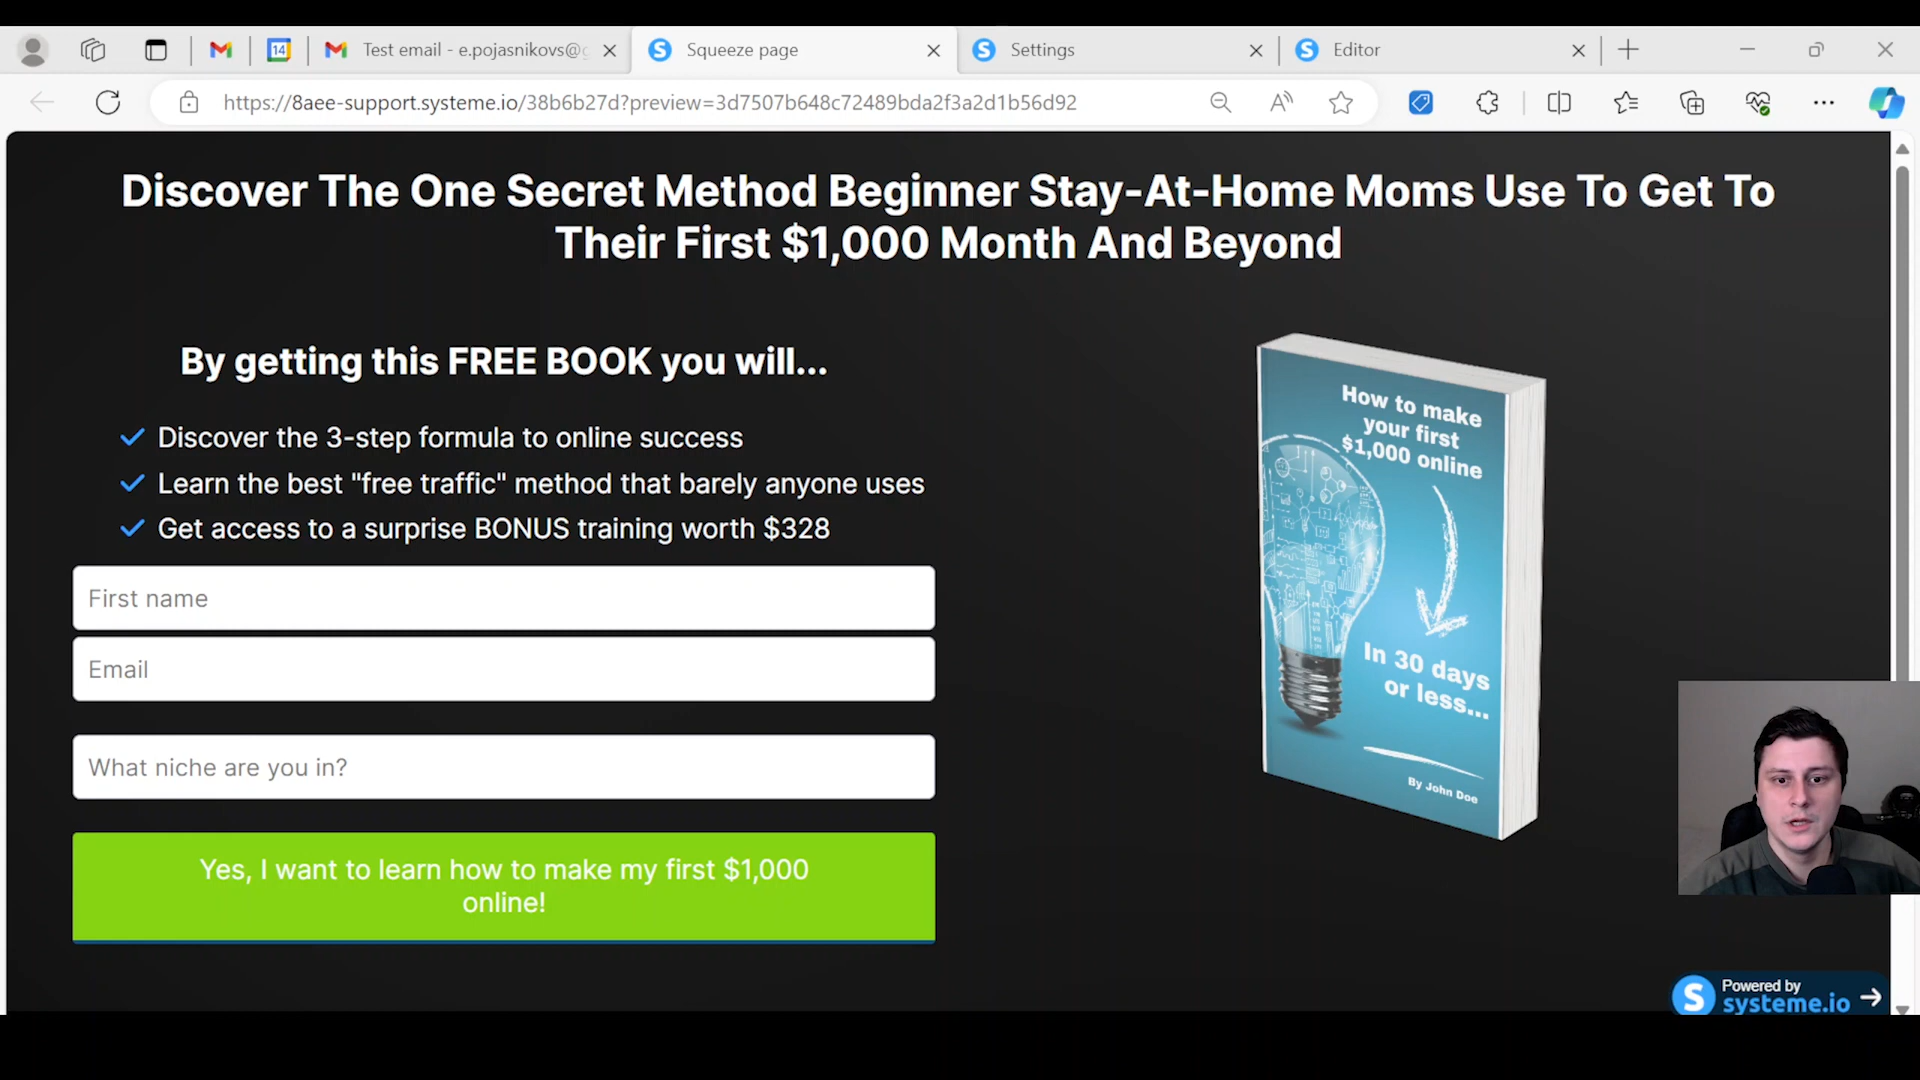 14
Test email - e.pojasnikovs@g
Squeeze page
Settings
Editor
https://8aee-support.systeme.io/38b6b27d?preview=3d7507b648c72489bda2f3a2d1b56d92
Discover The One Secret Method Beginner Stay-At-Home Moms Use To Get To
Their First $1,000 Month And Beyond
By getting this FREE BOOK you will...
Discover the 3-step formula to online success
Learn the best "free traffic" method that barely anyone uses
Get access to a surprise BONUS training worth $328
First name
Email
What niche are you in?
Yes, I want to learn how to make my first $1,000
online!
How to make
your first
$1,000 online
In 30 days
or less...
By John Doe
Powered by
systeme.io